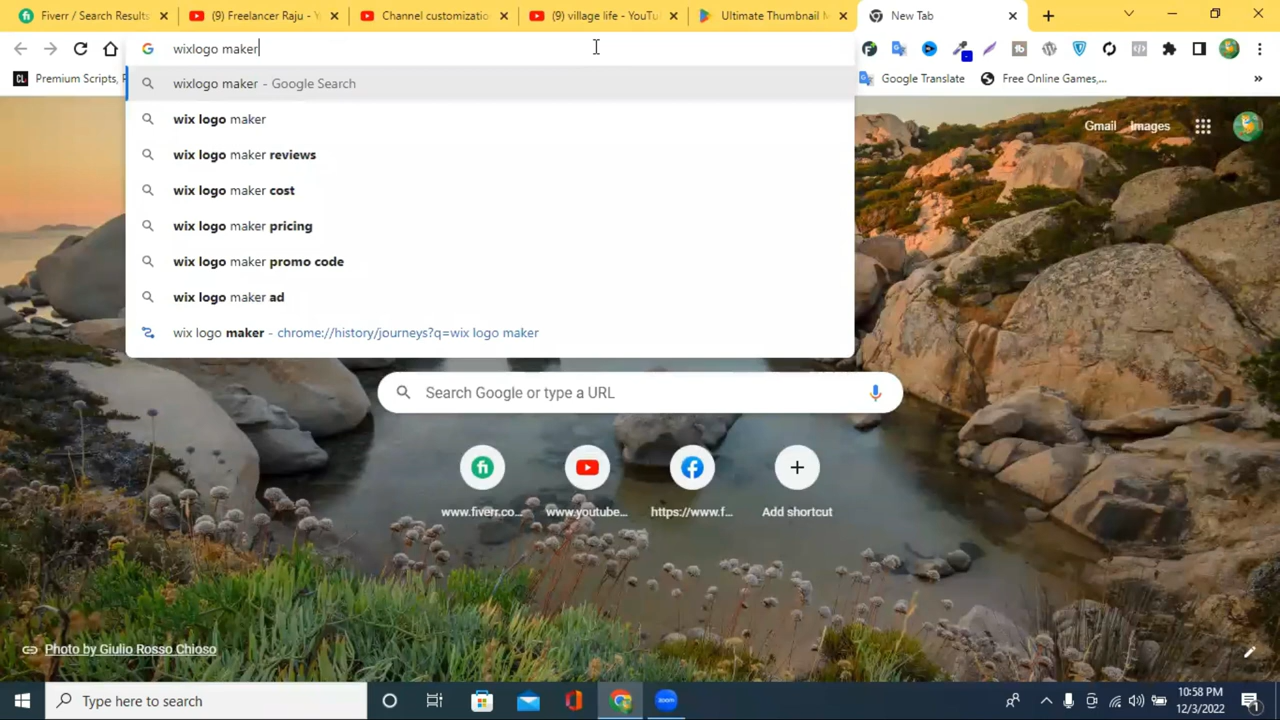 Fiverr / Search Results
(9) Freelancer Raju - Y
Channel customizatio
(9) village life - YouTu
Ultimate Thumbnail M
New Tab
wixlogo maker
Premium Scripts, P
Google Translate
Free Online Games,...
»
wixlogo maker - Google Search
wix logo maker
wix logo maker reviews
wix logo maker cost
wix logo maker pricing
wix logo maker promo code
wix logo maker ad
wix logo maker - chrome://history/journeys?q=wix logo maker
Gmail
Images
Search Google or type a URL
www.fiverr.co...
www.youtube...
https://www.f...
Add shortcut
Photo by Giulio Rosso Chioso
Type here to search
zoom
10:58 PM
12/3/2022
1